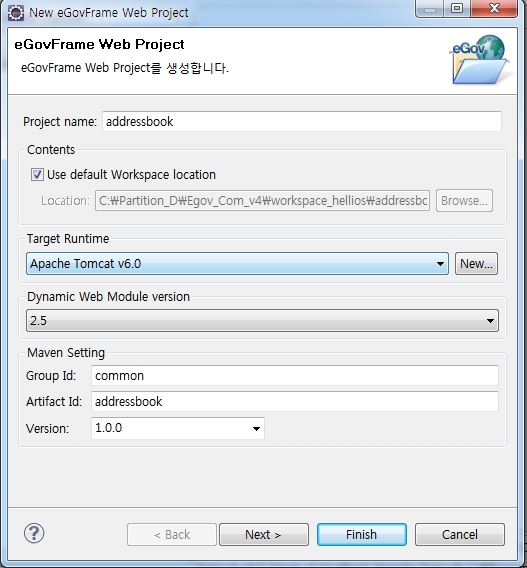 New eGovFrame Web Project
eGovFrame Web Project
eGovFrame Web Project를 생성합니다.
eGov
Project name: addressbook
Contents
Use default Workspace location
Location: C:₩Partition_D₩Egov_Com_v4₩workspace_hellios₩addressbo Browse...
Target Runtime
Apache Tomcat v6.0 New...
Dynamic Web Module version
2.5
Maven Setting
Group Id: common
Artifact Id: addressbook
Version: 1.0.0
? < Back Next > Finish Cancel